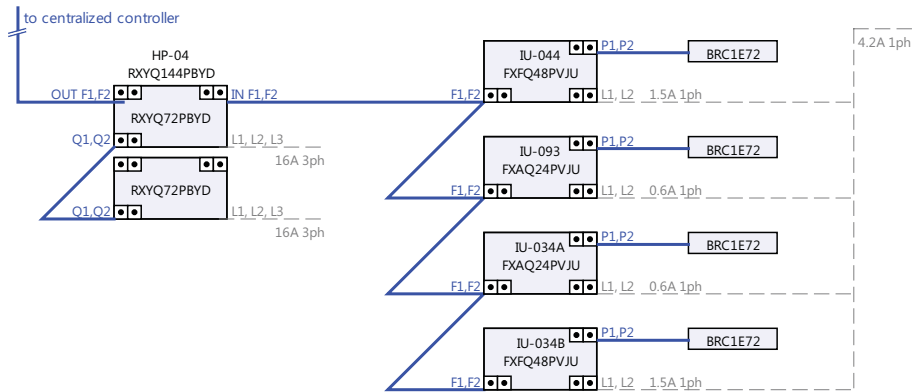 to centralized controller
4.2A 1ph
HP-04
RXYQ144PBYD
OUT F1,F2
IN F1,F2
RXYQ72PBYD
Q1,Q2
L1, L2, L3
16A 3ph
RXYQ72PBYD
Q1,Q2
L1, L2, L3
16A 3ph
IU-044
FXFQ48PVJU
P1,P2
BRC1E72
F1,F2
L1, L2 1.5A 1ph
IU-093
FXAQ24PVJU
P1,P2
BRC1E72
F1,F2
L1, L2 0.6A 1ph
IU-034A
FXAQ24PVJU
P1,P2
BRC1E72
F1,F2
L1, L2 0.6A 1ph
IU-034B
FXFQ48PVJU
P1,P2
BRC1E72
F1,F2
L1, L2 1.5A 1ph